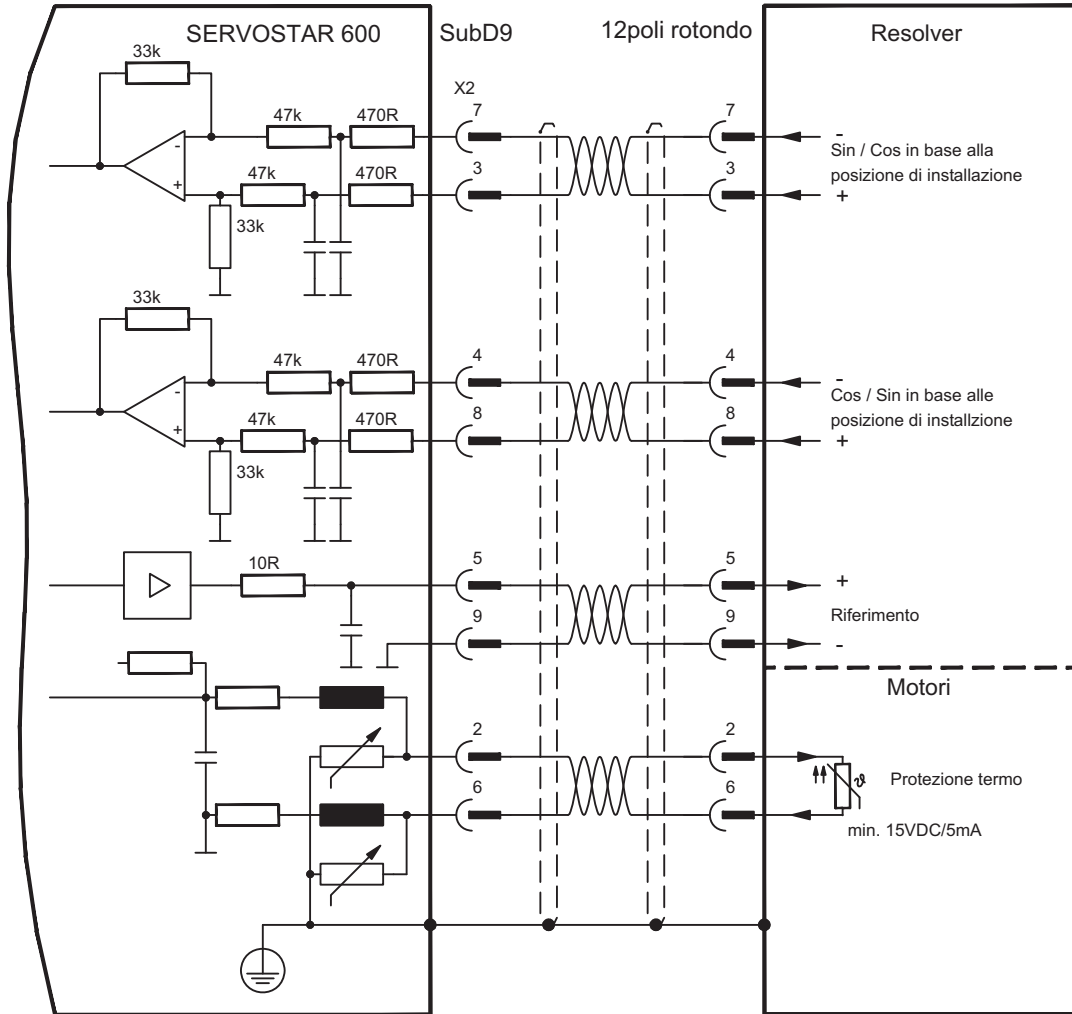 SERVOSTAR 600
SubD9
12poli rotondo
Resolver
33k
X2
47k
470R
7
7
-
Sin / Cos in base alla
posizione di installazione
-
47k
470R
3
3
+
+
33k
33k
47k
470R
4
4
-
Cos / Sin in base alle
posizione di installzione
-
47k
470R
8
8
+
+
33k
10R
5
5
+
Riferimento
9
9
-
Motori
2
2
ϑ
Protezione termo
6
6
min. 15VDC/5mA